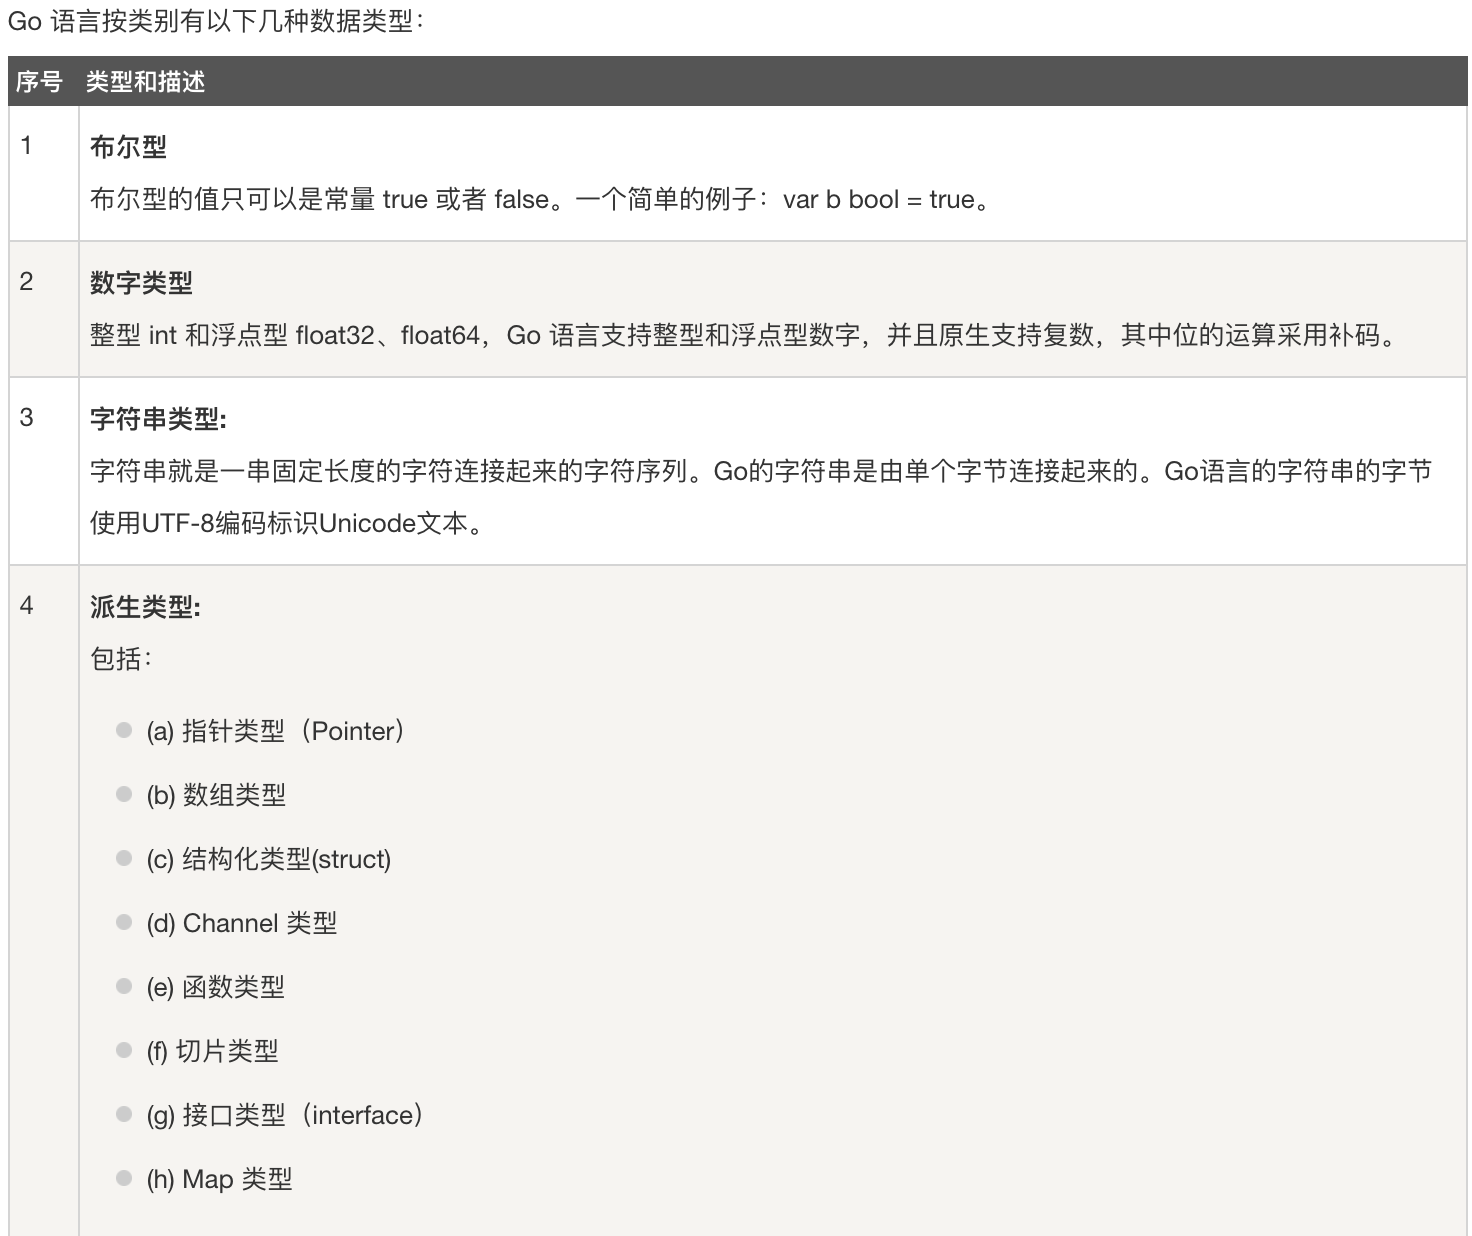 Go 语言按类别有以下几种数据类型：
序号 类型和描述
1 布尔型
布尔型的值只可以是常量 true 或者 false。一个简单的例子：var b bool = true。
2 数字类型
整型 int 和浮点型 float32、float64，Go 语言支持整型和浮点型数字，并且原生支持复数，其中位的运算采用补码。
3 字符串类型:
字符串就是一串固定长度的字符连接起来的字符序列。Go的字符串是由单个字节连接起来的。Go语言的字符串的字节
使用UTF-8编码标识Unicode文本。
4 派生类型:
包括：
(a) 指针类型（Pointer）
(b) 数组类型
(c) 结构化类型(struct)
(d) Channel 类型
(e) 函数类型
(f) 切片类型
(g) 接口类型（interface）
(h) Map 类型